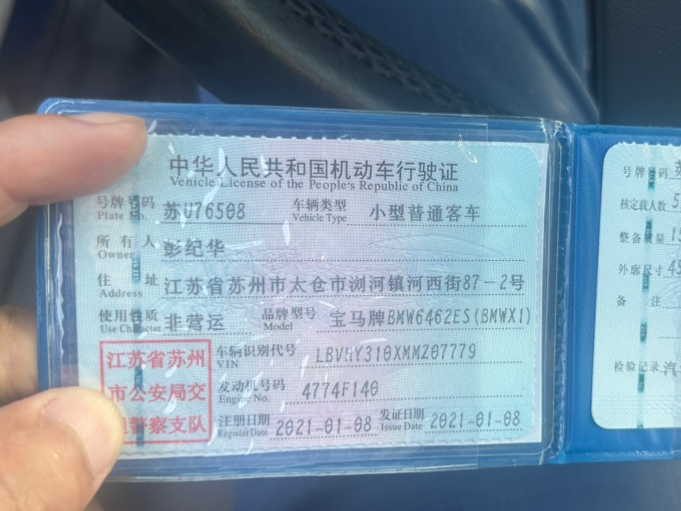 中华人民共和国机动车行驶证
Vehicle License of the People's Republic of China
号牌号码 苏U76508 车辆类型 小型普通客车
Plate No. Vehicle Type
所有人 彭纪华
Owner
住址 江苏省苏州市太仓市浏河镇河西街87-2号
Address
使用性质 非营运 品牌型号 宝马牌BMW6462ES(BMWX1)
Use Character Model
江苏省苏州
市公安局交
警察支队
车辆识别代号 LBVHY310XMMZ07779
VIN
发动机号码 4774F140
Engine No.
注册日期 2021-01-08 发证日期 2021-01-08
Register Date Issue Date
号牌号码
核定载人数 5
整备质量
外廓尺寸
备注
检验记录